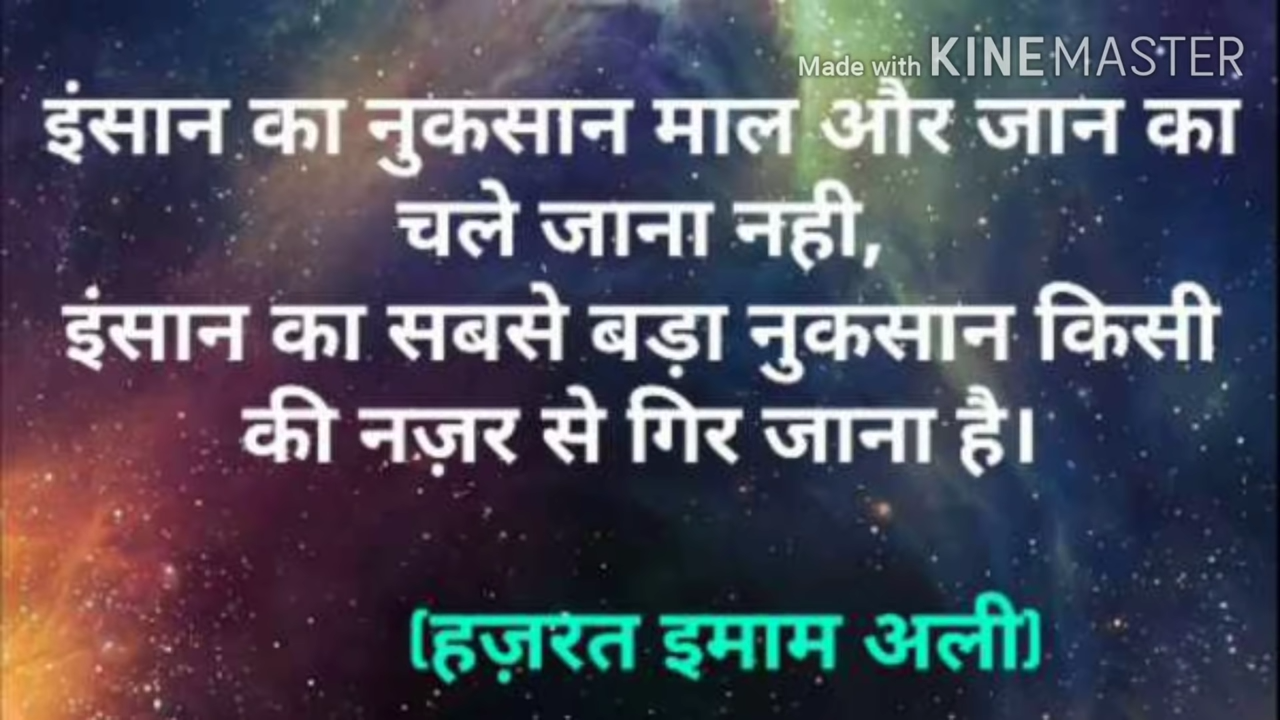 Made with KINEMASTER
इंसान का नुकसान माल और जान का
चले जाना नही,
इंसान का सबसे बड़ा नुकसान किसी
की नज़र से गिर जाना है।
(हज़रत इमाम अली)